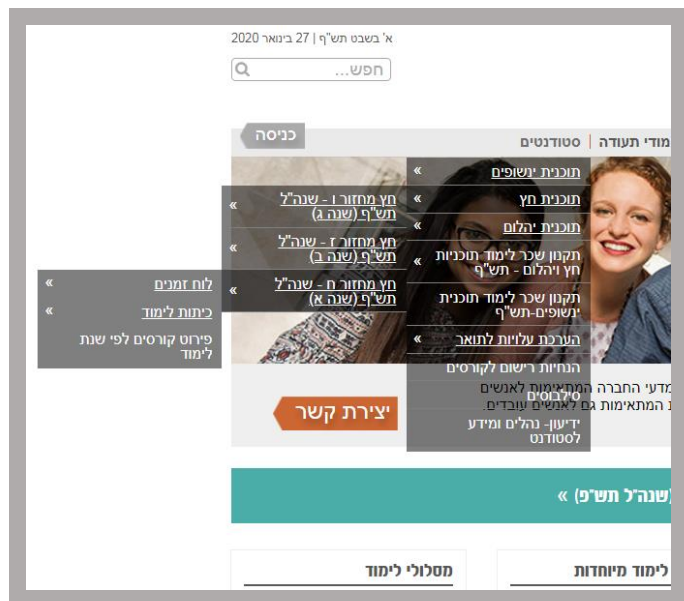 א' בשבט תש"ף | 27 בינואר 2020
חפש...
כניסה
מודי תעודה | סטודנטים
תוכנית ינשופים »
תוכנית חץ »
תוכנית יהלום »
תקנון שכר לימוד תוכניות
חץ ויהלום - תש"ף »
תקנון שכר לימוד תוכנית
ינשופים-תש"ף
הערכת עלויות לתואר »
הנחיות רישום לקורסים
סילבוסים
ידיעון- נהלים ומידע
לסטודנט
חץ מחזור ו - שנה"ל
תש"ף (שנה ג) »
חץ מחזור ז - שנה"ל
תש"ף (שנה ב) »
חץ מחזור ח - שנה"ל
תש"ף (שנה א) »
לוח זמנים »
כיתות לימוד »
פירוט קורסים לפי שנת
לימוד
מדעי החברה המתאימות לאנשים
ת המתאימות גם לאנשים עובדים.
יצירת קשר
(שנה"ל תש"פ) »
לימוד מיוחדות
מסלולי לימוד